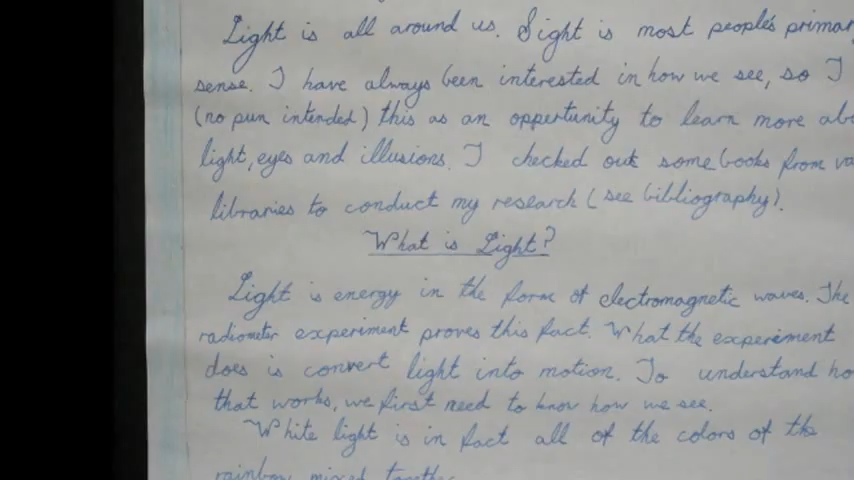 Light is all around us. Sight is most people's primary
sense. I have always been interested in how we see, so I
(no pun intended) this as an opportunity to learn more
light, eyes and illusions. I checked out some books from
libraries to conduct my research (see bibliography).
What is Light?
Light is energy in the form of electromagnetic waves. The
radiometer experiment proves this fact. What the experiment
does is convert light into motion. To understand
that works, we first need to know how we see.
White light is in fact all of the colors of the
rainbow mixed together